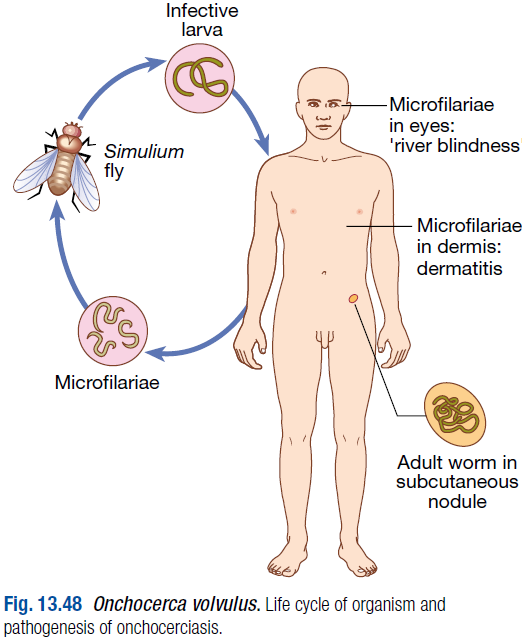 Infective
larva
Simulium
fly
Microfilariae
Microfilariae
in eyes:
'river blindness
Microfilariae
in dermis:
dermatitis
Adult worm in
subcutaneous
nodule
Fig. 13.48 Onchocerca volvulus. Life cycle of organism and
pathogenesis of onchocerciasis.